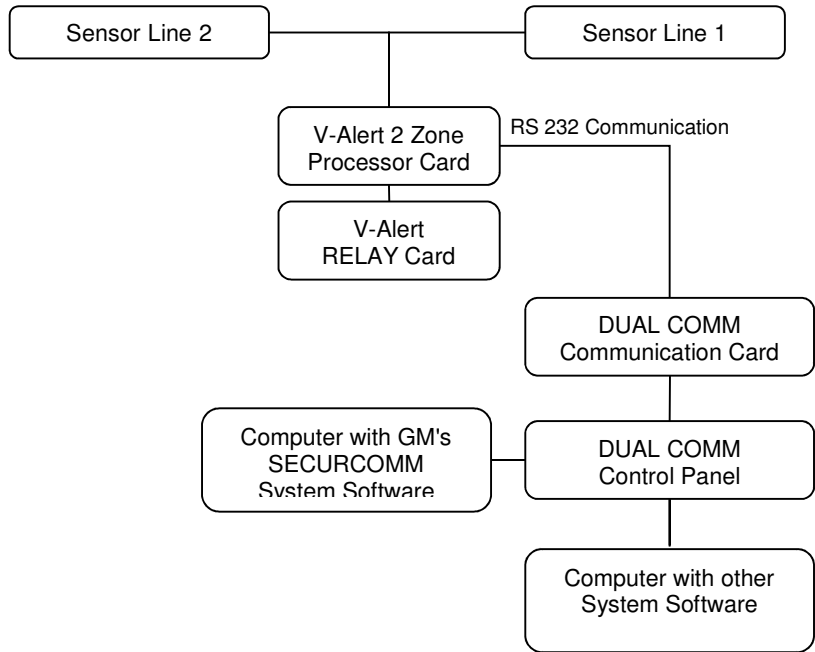 Sensor Line 2
Sensor Line 1
V-Alert 2 Zone
Processor Card
RS 232 Communication
V-Alert
RELAY Card
DUAL COMM
Communication Card
Computer with GM's
SECURCOMM
System Software
DUAL COMM
Control Panel
Computer with other
System Software